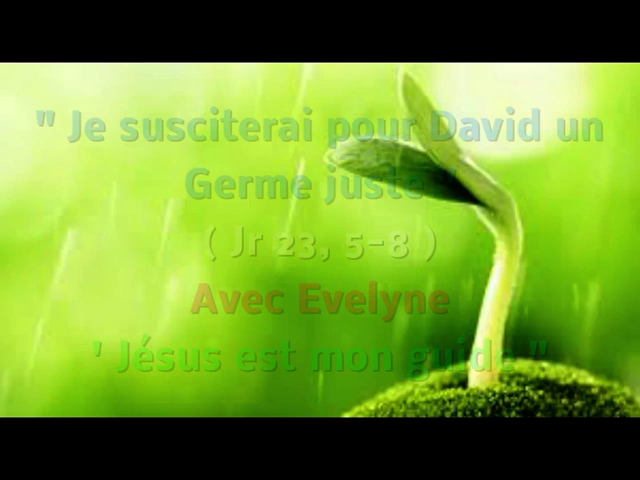 " Je susciterai pour David un
Germe juste
( Jr 23, 5-8 )
Avec Evelyne
' Jésus est mon guide "